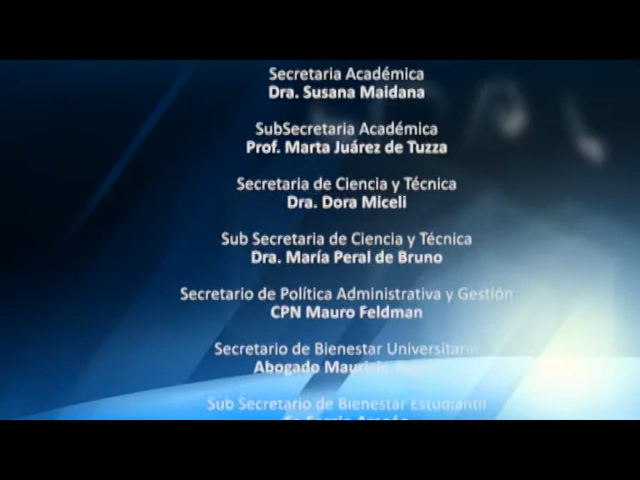 Secretaria Académica
Dra. Susana Maidana
SubSecretaria Académica
Prof. Marta Juárez de Tuzza
Secretaria de Ciencia y Técnica
Dra. Dora Miceli
Sub Secretaria de Ciencia y Técnica
Dra. María Peral de Bruno
Secretario de Política Administrativa y Gestión
CPN Mauro Feldman
Secretario de Bienestar Universitario
Abogado Mauricio
Sub Secretario de Bienestar Estudiantil